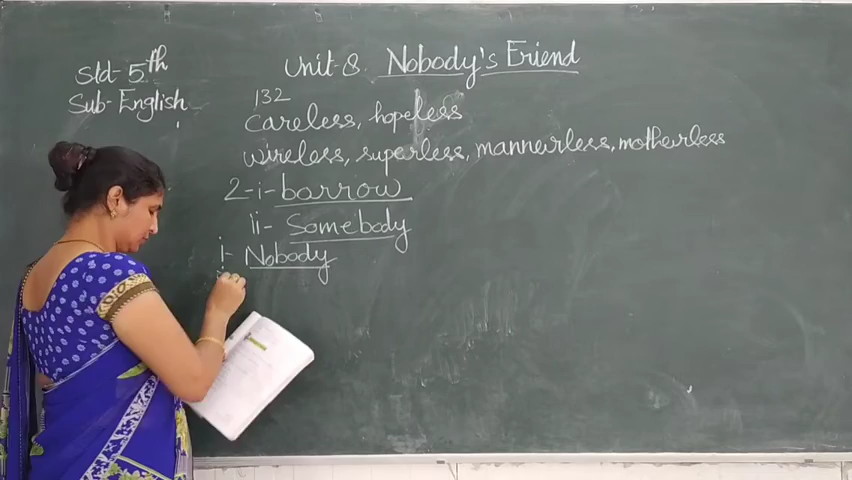 Std- 5th
Sub- English
Unit-8. Nobody's Friend
132
Careless, hopeless
wireless, superless, mannerless, motherless
2-i- borrow
ii- Somebody
i- Nobody